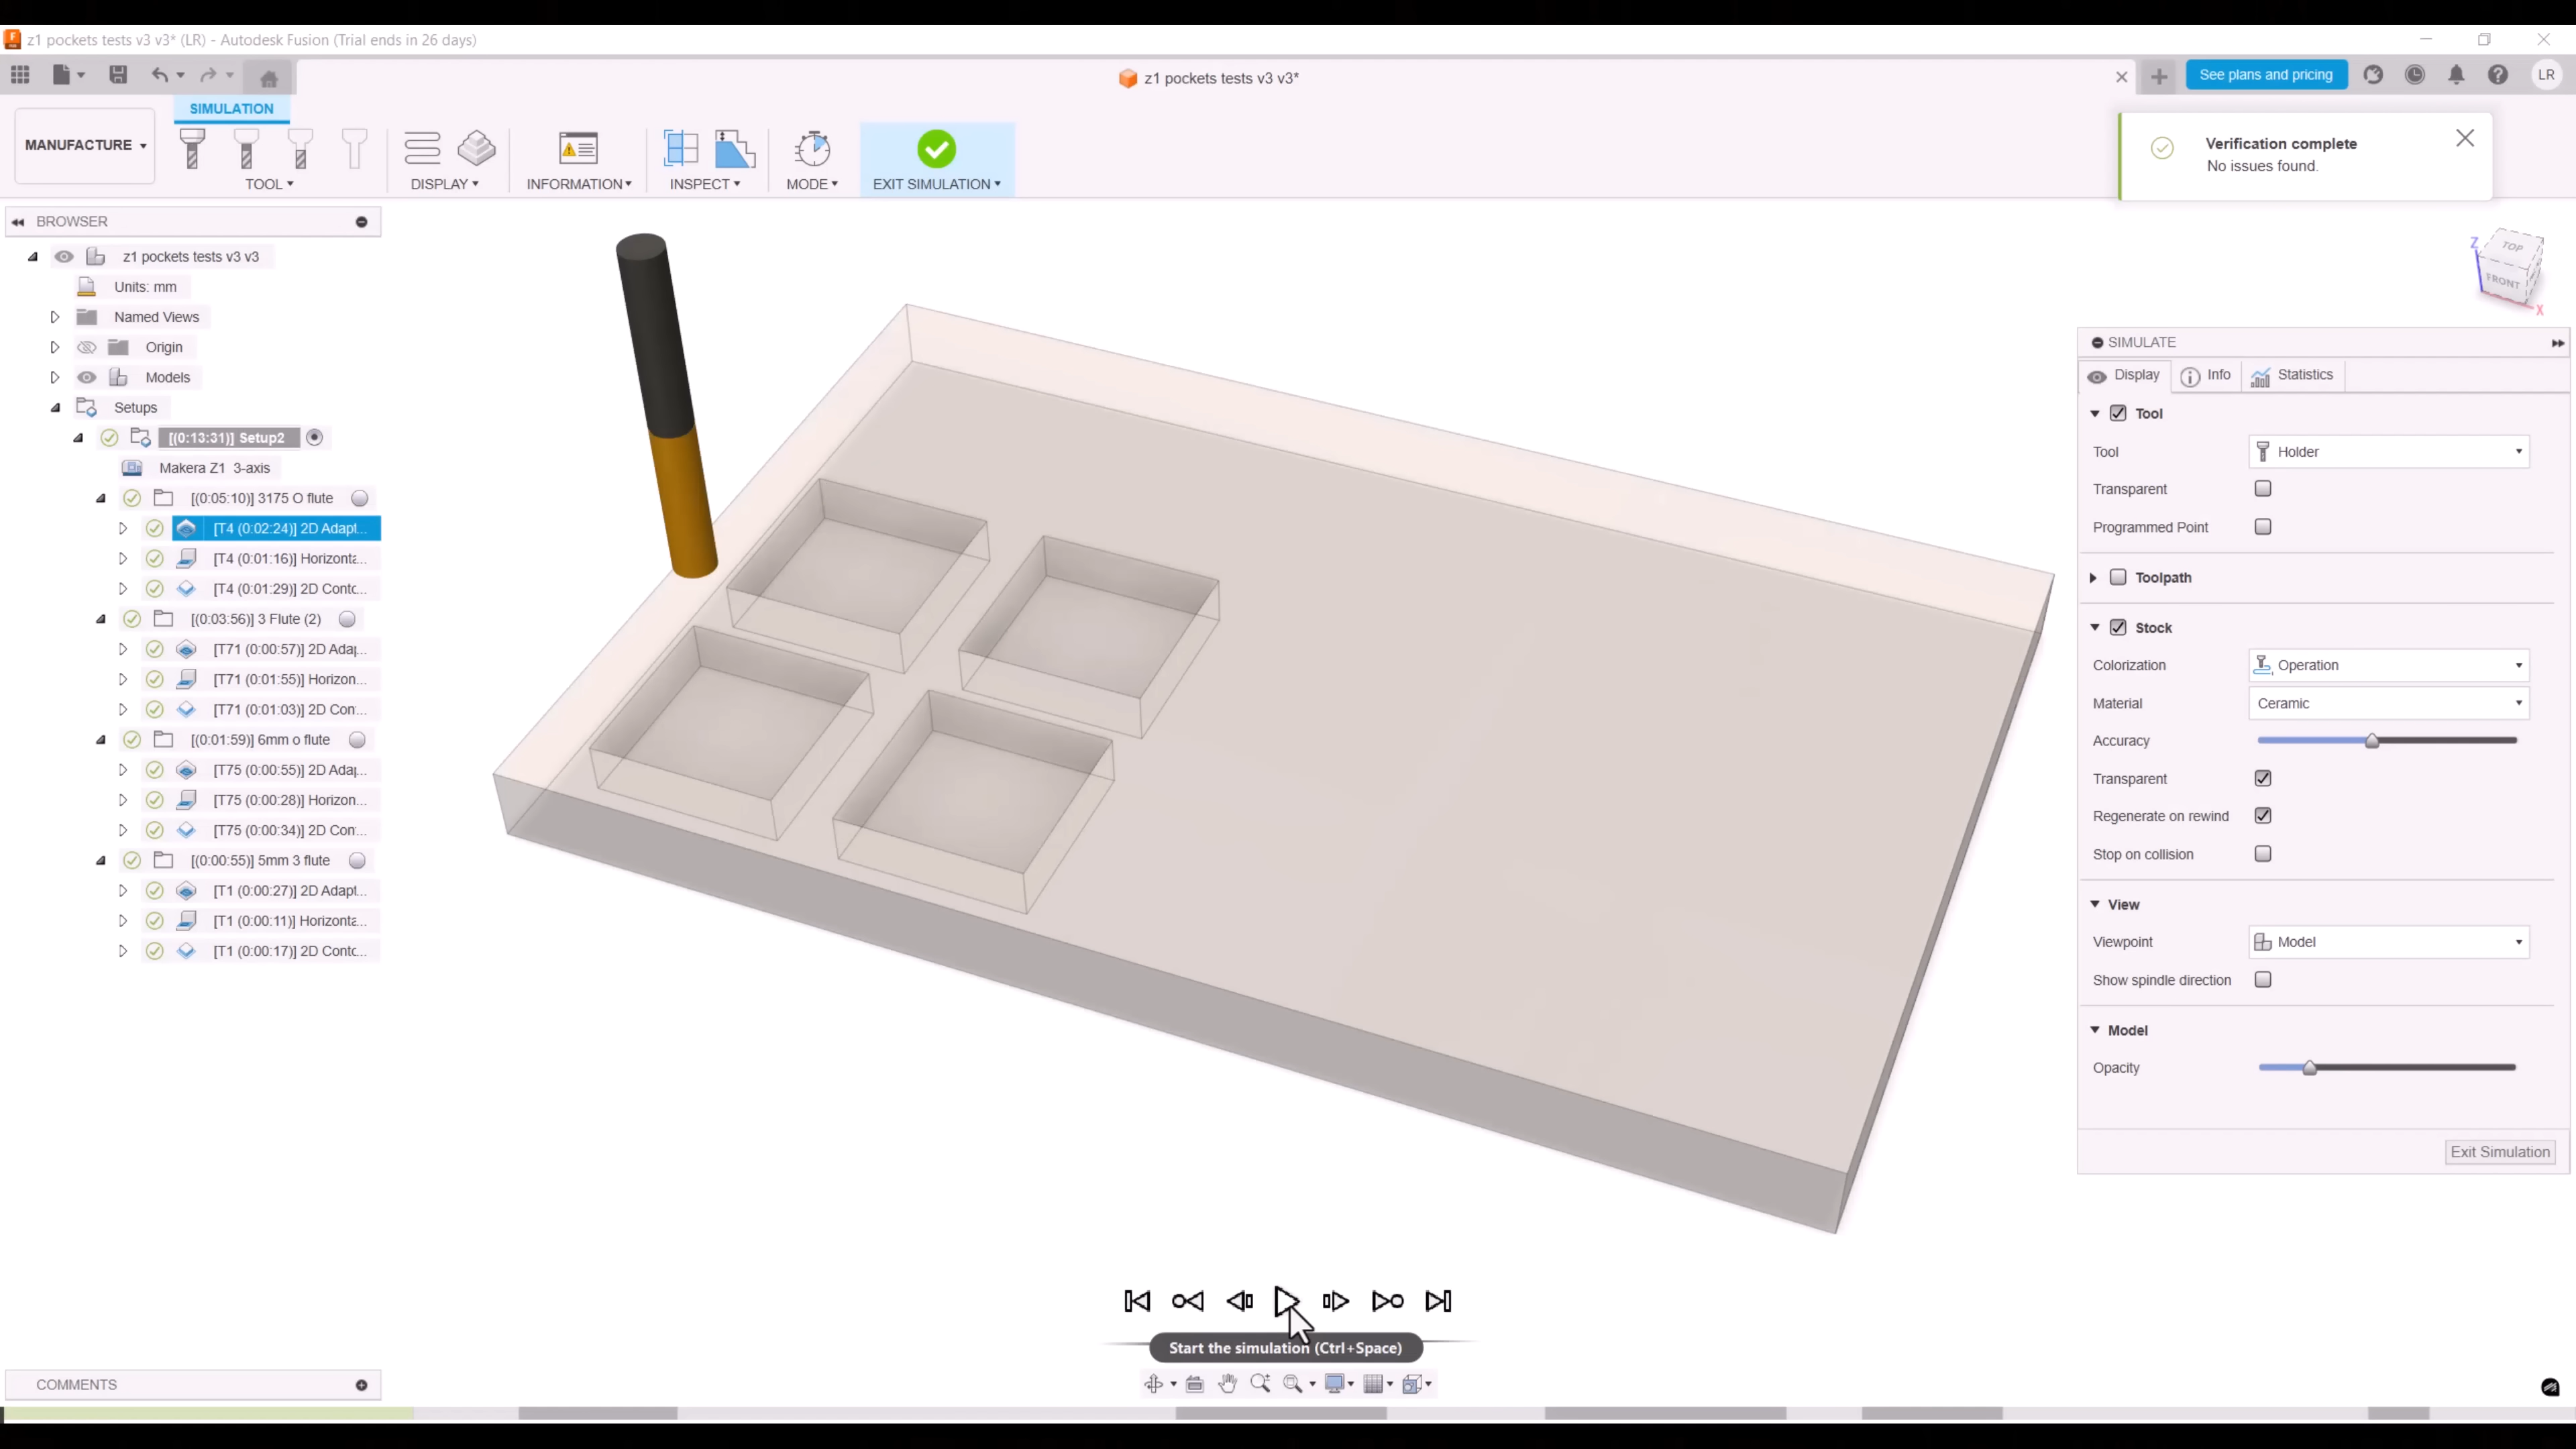 z1 pockets tests v3 v3* (LR) - Autodesk Fusion (Trial ends in 26 days)
z1 pockets tests v3 v3*
See plans and pricing
LR
SIMULATION
MANUFACTURE
TOOL
DISPLAY
INFORMATION
INSPECT
MODE
EXIT SIMULATION
Verification complete
No issues found.
BROWSER
z1 pockets tests v3 v3
Units: mm
Named Views
Origin
Models
Setups
[(0:13:31)] Setup2
Makera Z1 3-axis
[(0:05:10)] 3175 O flute
[T4 (0:02:24)] 2D Adapt...
[T4 (0:01:16)] Horizonta...
[T4 (0:01:29)] 2D Contc...
[(0:03:56)] 3 Flute (2)
[T71 (0:00:57)] 2D Adap...
[T71 (0:01:55)] Horizon...
[T71 (0:01:03)] 2D Con...
[(0:01:59)] 6mm o flute
[T75 (0:00:55)] 2D Adap...
[T75 (0:00:28)] Horizon...
[T75 (0:00:34)] 2D Con...
[(0:00:55)] 5mm 3 flute
[T1 (0:00:27)] 2D Adapt...
[T1 (0:00:11)] Horizonta...
[T1 (0:00:17)] 2D Contc...
COMMENTS
Z
TOP
FRONT
X
SIMULATE
Display Info Statistics
Tool
Tool Holder
Transparent
Programmed Point
Toolpath
Stock
Colorization Operation
Material Ceramic
Accuracy
Transparent
Regenerate on rewind
Stop on collision
View
Viewpoint Model
Show spindle direction
Model
Opacity
Exit Simulation
Start the simulation (Ctrl+Space)